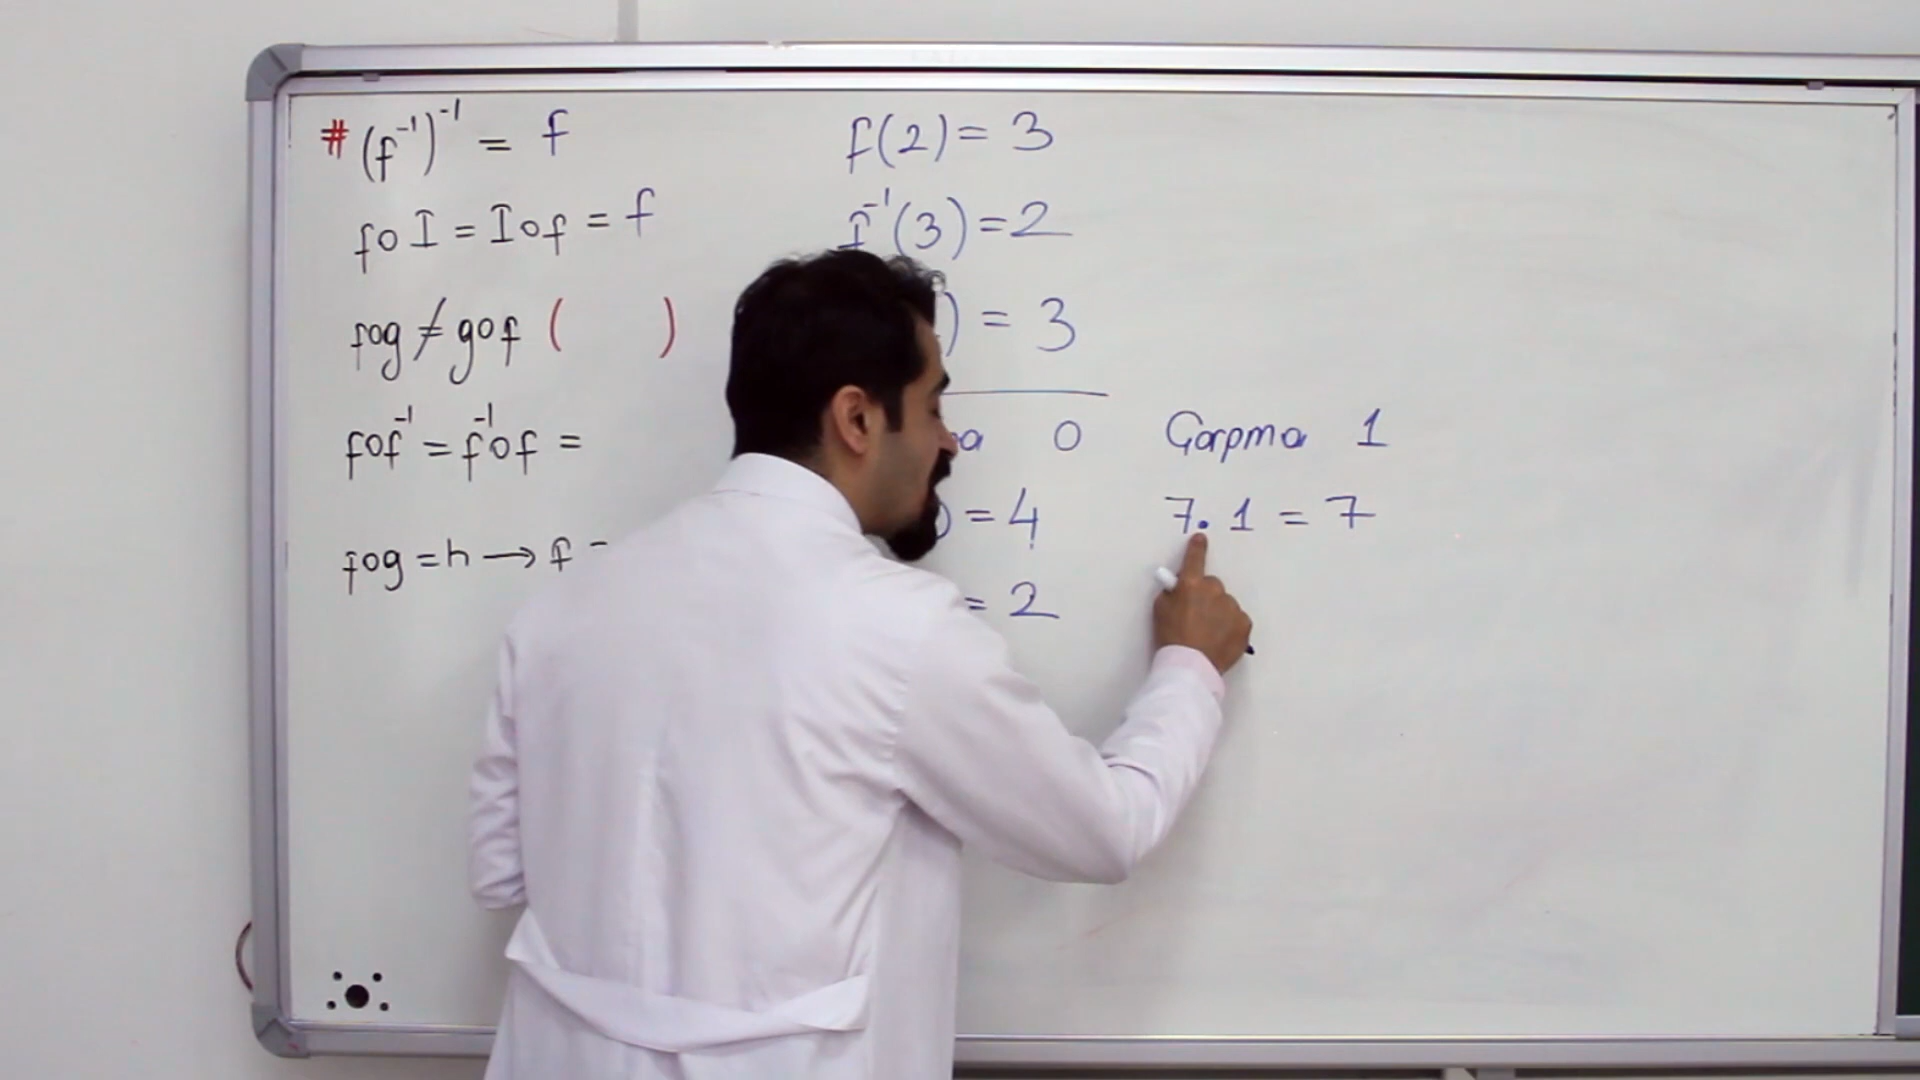 # (f⁻¹)⁻¹ = f
foI = Iof = f
fog ≠ gof (    )
fof⁻¹ = f⁻¹of =
fog = h → f
f(2) = 3
f⁻¹(3) = 2
) = 3
0
= 4
= 2
Çarpma 1
7. 1 = 7